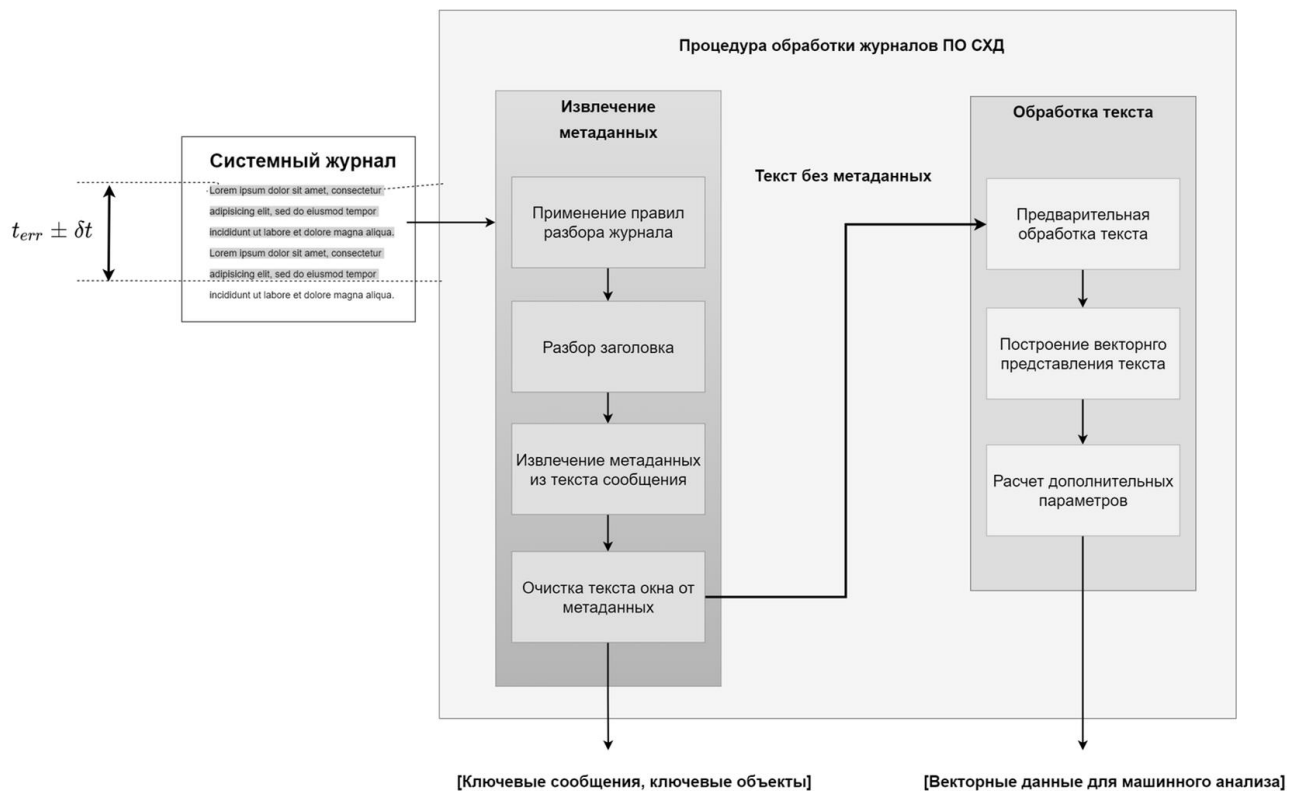 Процедура обработки журналов ПО СХД
Извлечение
метаданных
Обработка текста
Системный журнал
Lorem ipsum dolor sit amet, consectetur
adipisicing elit, sed do eiusmod tempor
incididunt ut labore et dolore magna aliqua.
Lorem ipsum dolor sit amet, consectetur
adipisicing elit, sed do eiusmod tempor
incididunt ut labore et dolore magna aliqua.
t_err ± δt
Применение правил
разбора журнала
Разбор заголовка
Извлечение метаданных
из текста сообщения
Очистка текста окна от
метаданных
Текст без метаданных
Предварительная
обработка текста
Построение векторнго
представления текста
Расчет дополнительных
параметров
[Ключевые сообщения, ключевые объекты]
[Векторные данные для машинного анализа]